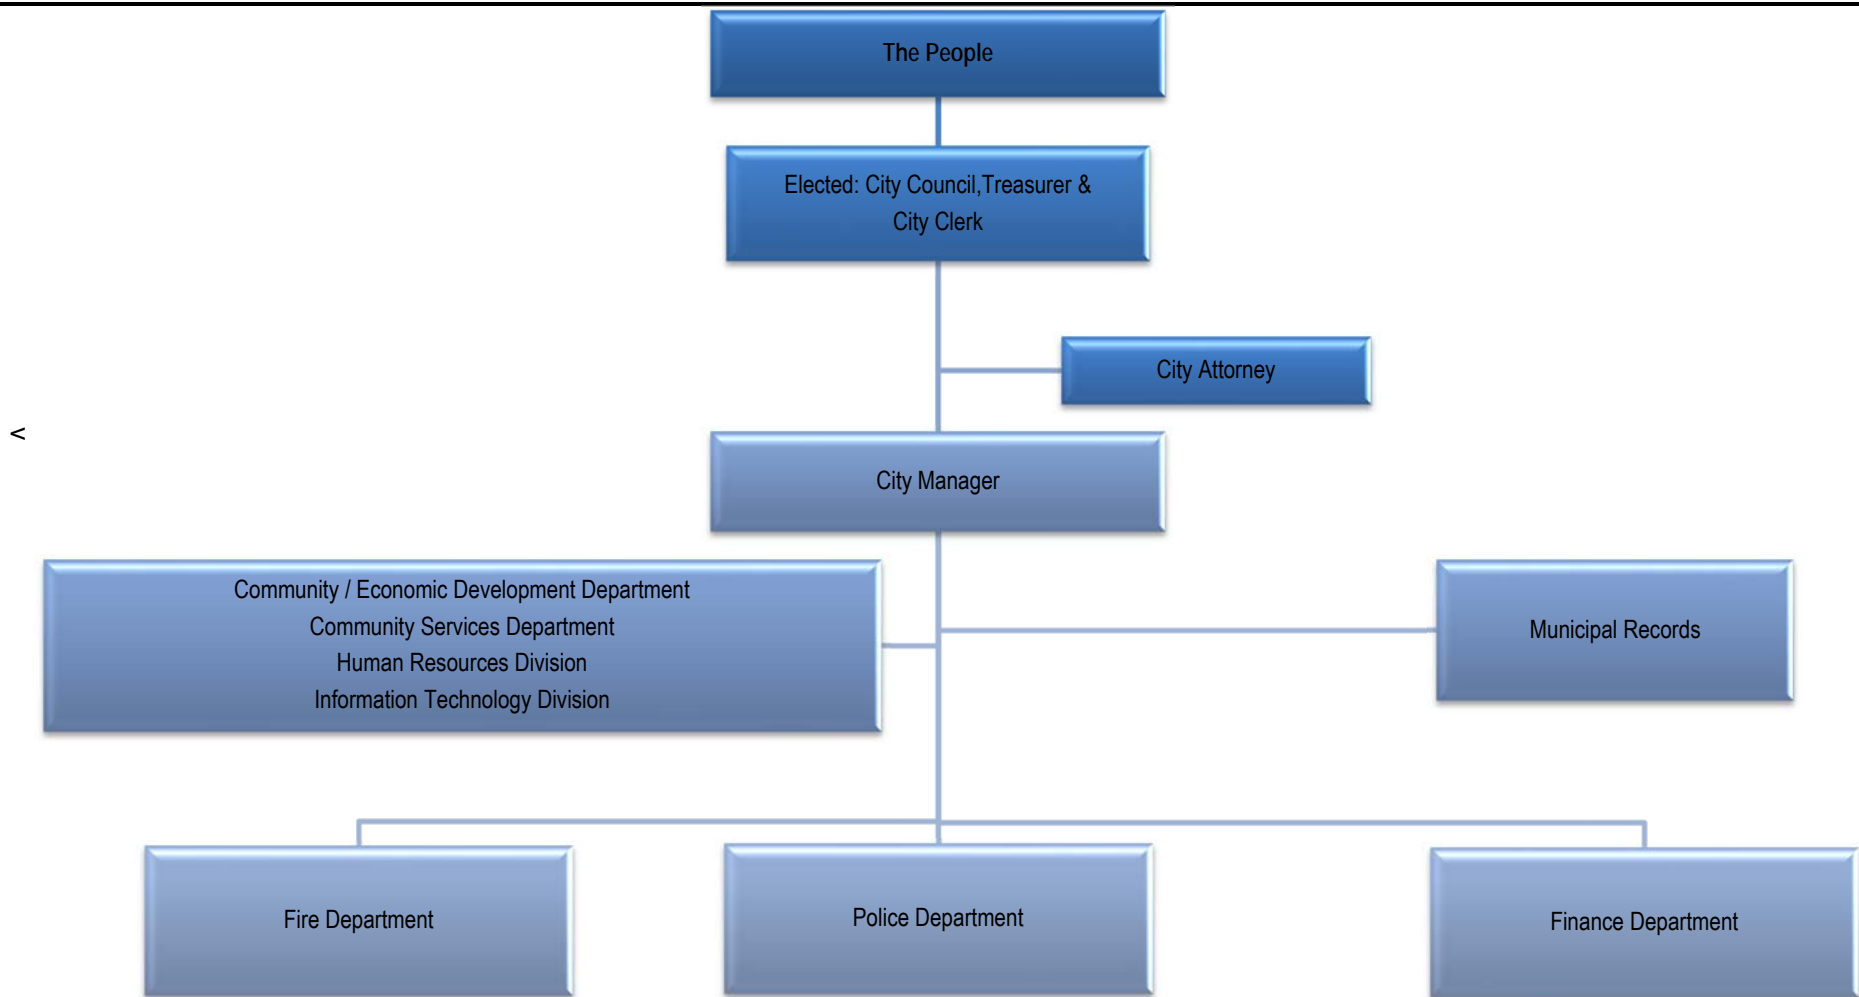 The People
Elected: City Council,Treasurer &
City Clerk
City Attorney
<
City Manager
Community / Economic Development Department
Community Services Department
Human Resources Division
Information Technology Division
Municipal Records
Fire Department
Police Department
Finance Department